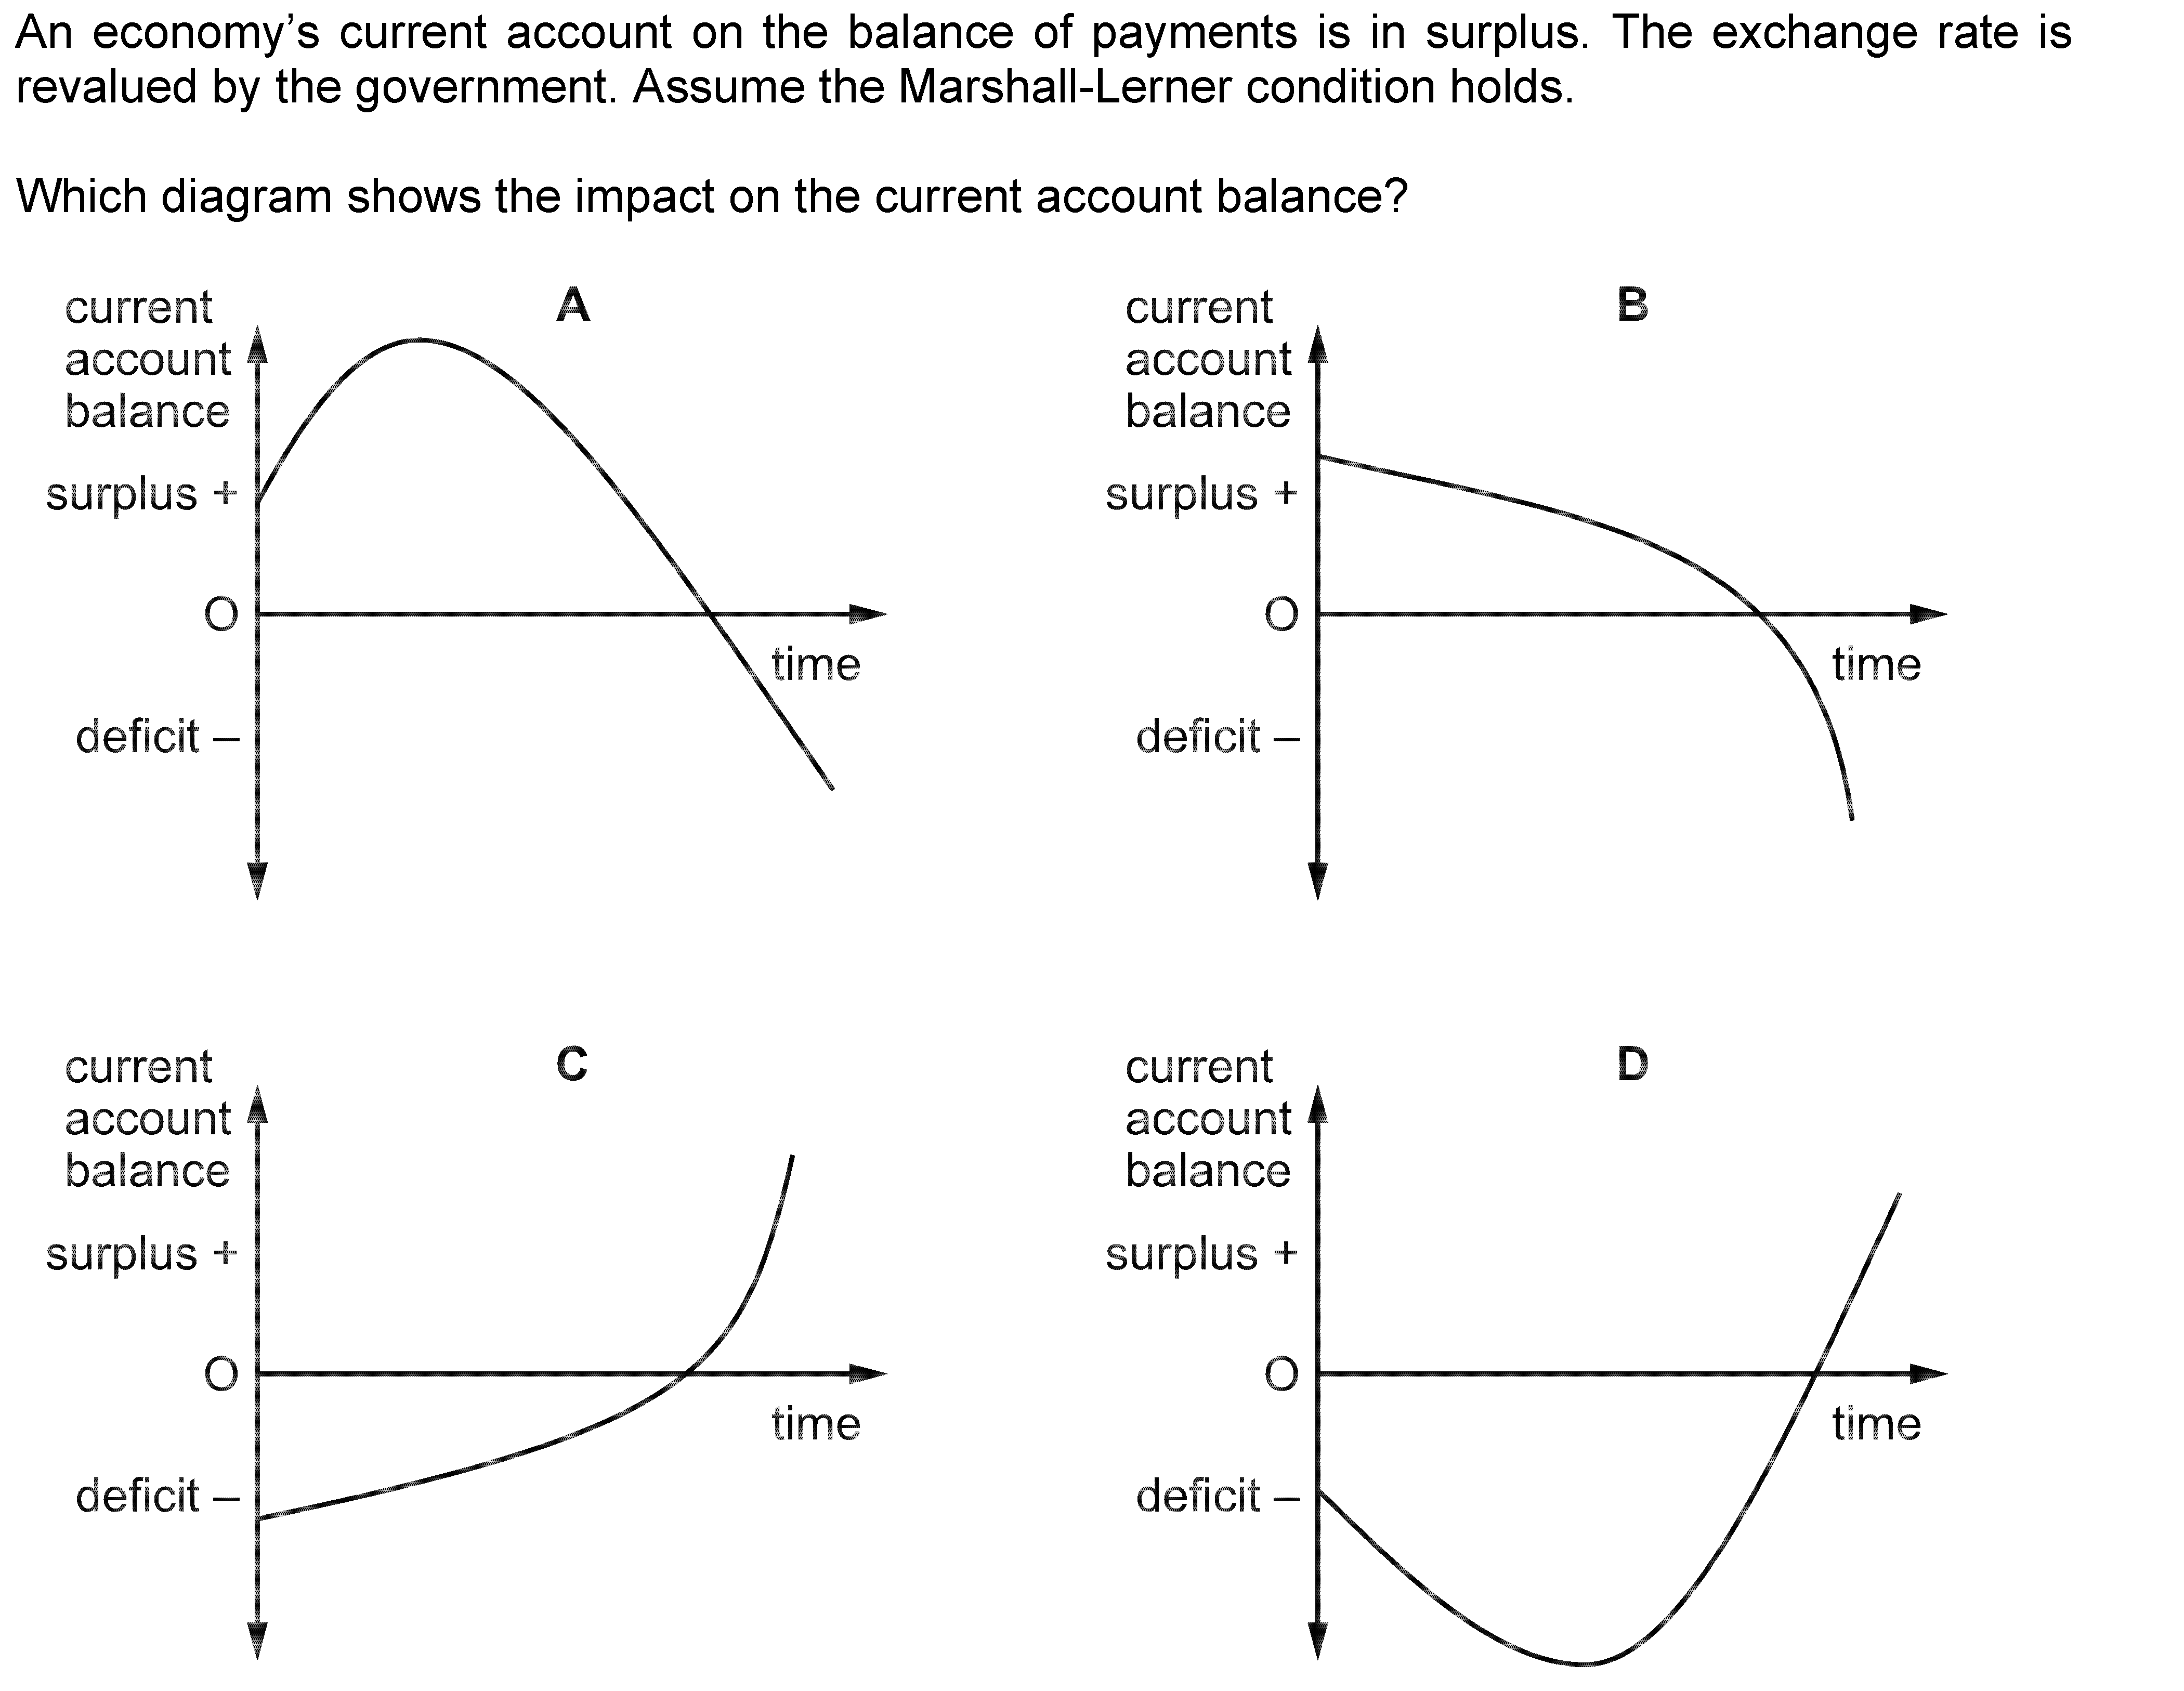 An economy’s current account on the balance of payments is in surplus. The exchange rate is
revalued by the government. Assume the Marshall-Lerner condition holds.
Which diagram shows the impact on the current account balance?
A
current
account
balance
surplus +
O
time
deficit –
B
current
account
balance
surplus +
O
time
deficit –
C
current
account
balance
surplus +
O
time
deficit –
D
current
account
balance
surplus +
O
time
deficit –